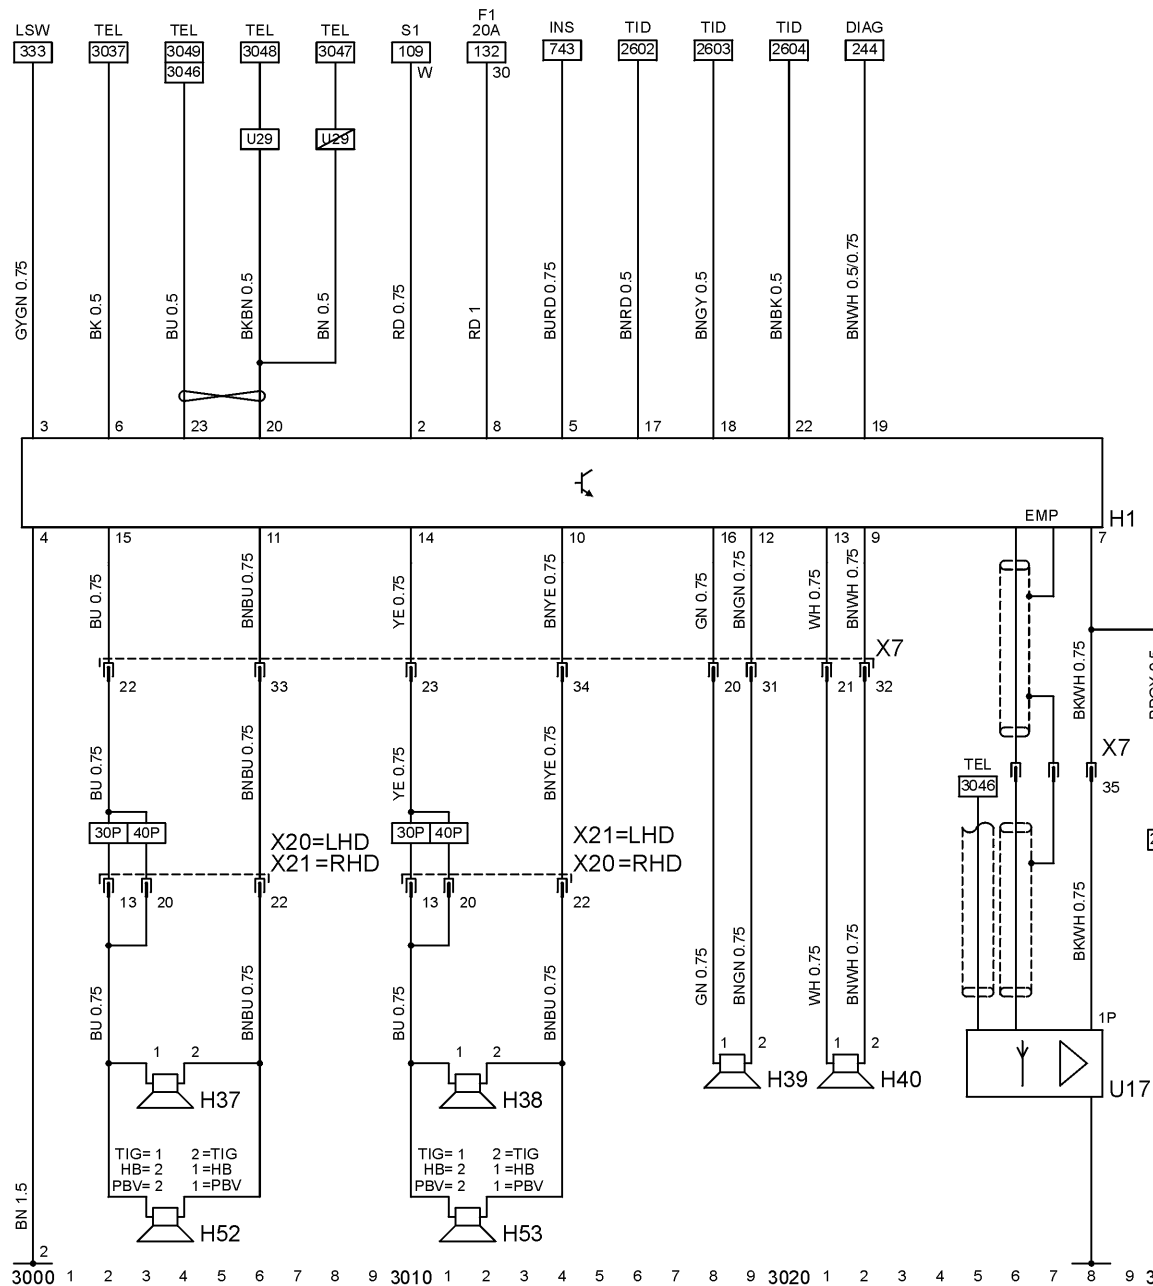 LSW TEL TEL TEL TEL S1 F1 20A INS TID TID TID DIAG
333 3037 3049 3048 3047 109 132 743 2602 2603 2604 244
3046 W 30
U29 U29
GYGN 0.75 BK 0.5 BU 0.5 BKBN 0.5 BN 0.5 RD 0.75 RD 1 BURD 0.75 BNRD 0.5 BNGY 0.5 BNBK 0.5 BNWH 0.5/0.75
3 6 23 20 2 8 5 17 18 22 19
EMP H1
4 15 11 14 10 16 12 13 9 7
BU 0.75 BNBU 0.75 YE 0.75 BNYE 0.75 GN 0.75 BNGN 0.75 WH 0.75 BNWH 0.75
X7
22 33 23 34 20 31 21 32
BKWH 0.75
BU 0.75 BNBU 0.75 YE 0.75 BNYE 0.75
X7
TEL
3046 35
30P 40P 30P 40P
X20=LHD X21=LHD
X21=RHD X20=RHD
13 20 22 13 20 22
BU 0.75 BNBU 0.75 BU 0.75 BNBU 0.75 GN 0.75 BNGN 0.75 WH 0.75 BNWH 0.75 BKWH 0.75
1P
1 2 1 2 1 2 1 2
H37 H38 H39 H40 U17
TIG= 1 2 =TIG TIG= 1 2 =TIG
HB= 2 1 =HB HB= 2 1 =HB
PBV= 2 1 =PBV PBV= 2 1 =PBV
H52 H53
BN 1.5
2
3000 1 2 3 4 5 6 7 8 9 3010 1 2 3 4 5 6 7 8 9 3020 1 2 3 4 5 6 7 8 9